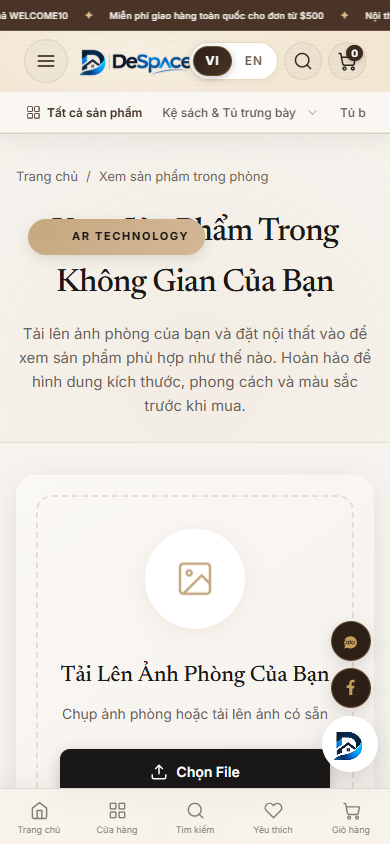 ã WELCOME10 ✦ Miễn phí giao hàng toàn quốc cho đơn từ $500 ✦ Nội th
DeSpace VI EN 0
Tất cả sản phẩm Kệ sách & Tủ trưng bày Tủ b
Trang chủ / Xem sản phẩm trong phòng
AR TECHNOLOGY
Phẩm Trong
Không Gian Của Bạn
Tải lên ảnh phòng của bạn và đặt nội thất vào để
xem sản phẩm phù hợp như thế nào. Hoàn hảo để
hình dung kích thước, phong cách và màu sắc
trước khi mua.
Tải Lên Ảnh Phòng Của Bạn
Chụp ảnh phòng hoặc tải lên ảnh có sẵn
Zalo
Chọn File
Trang chủ Cửa hàng Tìm kiếm Yêu thích Giỏ hàng